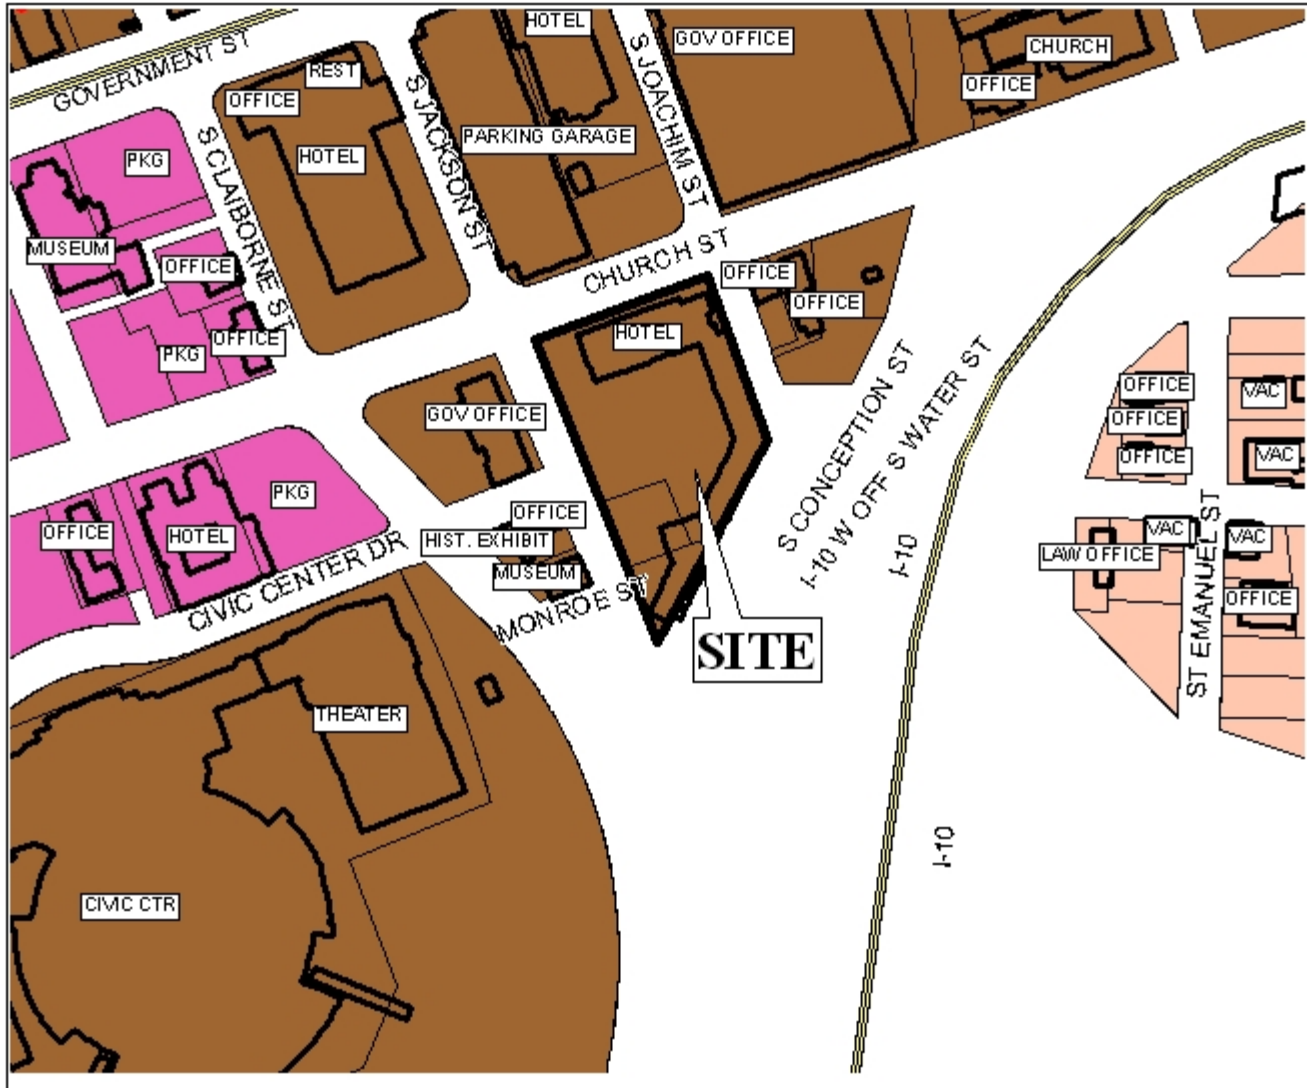 HOTEL
GOVERNMENT ST
REST
OFFICE
HOTEL
S JACKSON ST
PARKING GARAGE
S JOACHIM ST
GOV OFFICE
CHURCH
OFFICE
PKG
S CLAIBORNE ST
MUSEUM
OFFICE
OFFICE
PKG
CHURCH ST
OFFICE
OFFICE
HOTEL
GOV OFFICE
S CONCEPTION ST
I-10 W OFF S WATER ST
I-10
OFFICE
OFFICE
OFFICE
VAC
VAC
VAC
VAC
LAW OFFICE
OFFICE
ST EMANUEL ST
PKG
OFFICE
HOTEL
CIVIC CENTER DR
OFFICE
HIST. EXHIBIT
MUSEUM
MONROE ST
SITE
THEATER
I-10
CIVIC CTR